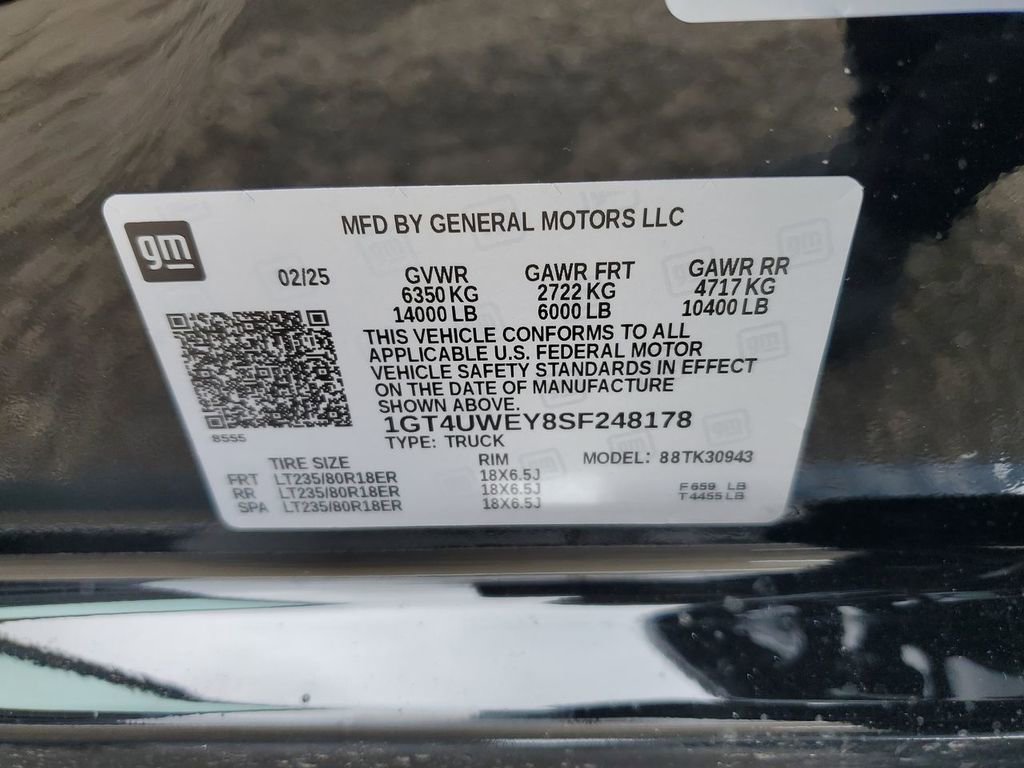 gm
MFD BY GENERAL MOTORS LLC
02/25
GVWR GAWR FRT GAWR RR
6350 KG 2722 KG 4717 KG
14000 LB 6000 LB 10400 LB
THIS VEHICLE CONFORMS TO ALL
APPLICABLE U.S. FEDERAL MOTOR
VEHICLE SAFETY STANDARDS IN EFFECT
ON THE DATE OF MANUFACTURE
SHOWN ABOVE.
8555
1GT4UWEY8SF248178
TYPE: TRUCK
MODEL: 88TK30943
TIRE SIZE RIM
FRT LT235/80R18ER 18X6.5J
RR LT235/80R18ER 18X6.5J
SPA LT235/80R18ER 18X6.5J
F 659 LB
T 4455 LB